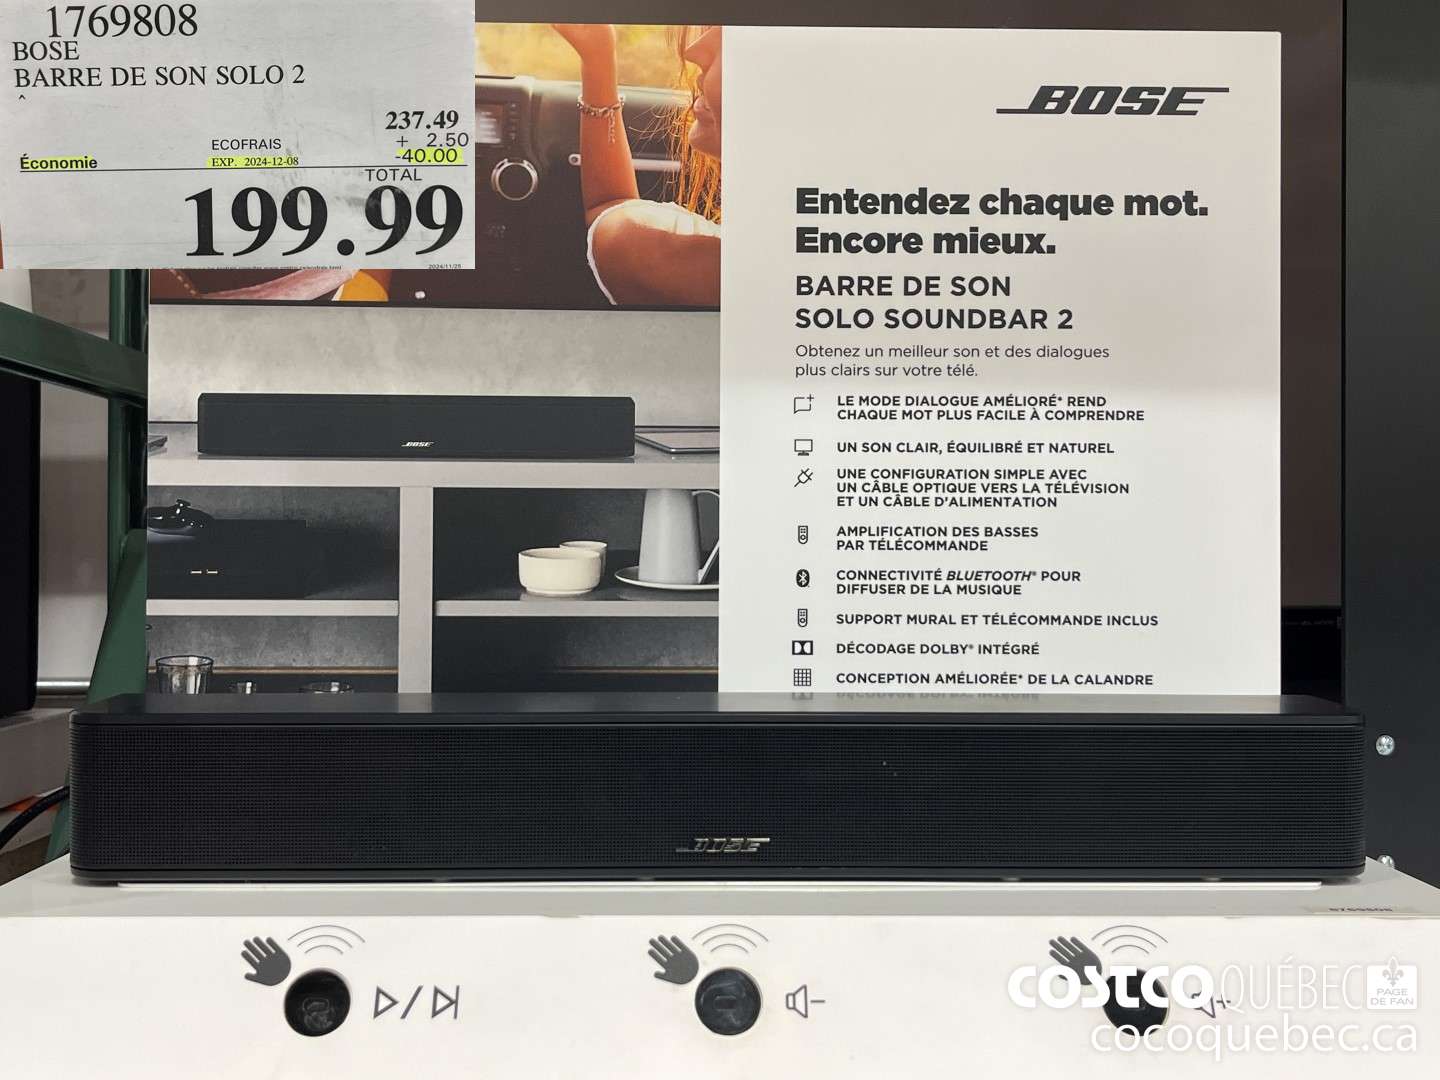 1769808
BOSE
BARRE DE SON SOLO 2
^
237.49
ECOFRAIS + 2.50
Économie EXP. 2024-12-08 -40.00
TOTAL
199.99
2024/11/25
BOSE
Entendez chaque mot.
Encore mieux.
BARRE DE SON
SOLO SOUNDBAR 2
Obtenez un meilleur son et des dialogues
plus clairs sur votre télé.
LE MODE DIALOGUE AMÉLIORÉ* REND
CHAQUE MOT PLUS FACILE À COMPRENDRE
UN SON CLAIR, ÉQUILIBRÉ ET NATUREL
UNE CONFIGURATION SIMPLE AVEC
UN CÂBLE OPTIQUE VERS LA TÉLÉVISION
ET UN CÂBLE D'ALIMENTATION
AMPLIFICATION DES BASSES
PAR TÉLÉCOMMANDE
CONNECTIVITÉ BLUETOOTH® POUR
DIFFUSER DE LA MUSIQUE
SUPPORT MURAL ET TÉLÉCOMMANDE INCLUS
DÉCODAGE DOLBY® INTÉGRÉ
CONCEPTION AMÉLIORÉE* DE LA CALANDRE
BOSE
BOSE
COSTCO QUÉBEC
PAGE
DE FAN
cocoquebec.ca